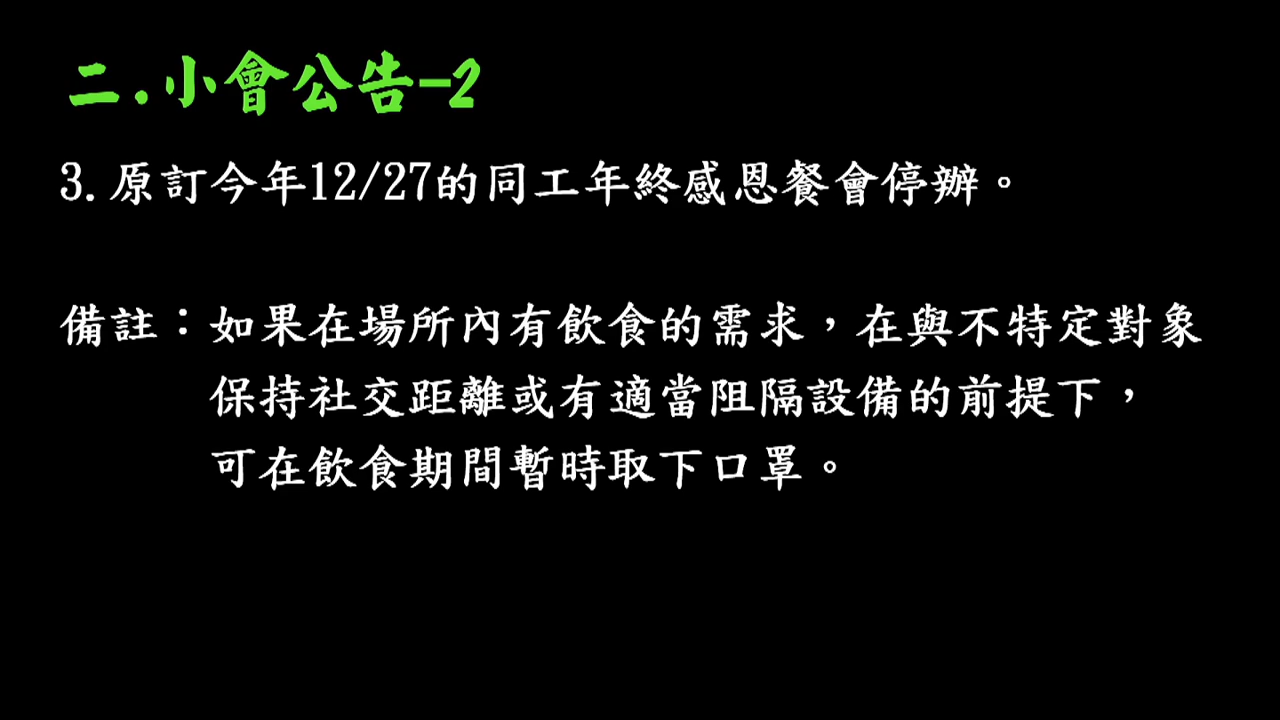 二.小會公告-2
3.原訂今年12/27的同工年終感恩餐會停辦。
備註：如果在場所內有飲食的需求，在與不特定對象
保持社交距離或有適當阻隔設備的前提下，
可在飲食期間暫時取下口罩。